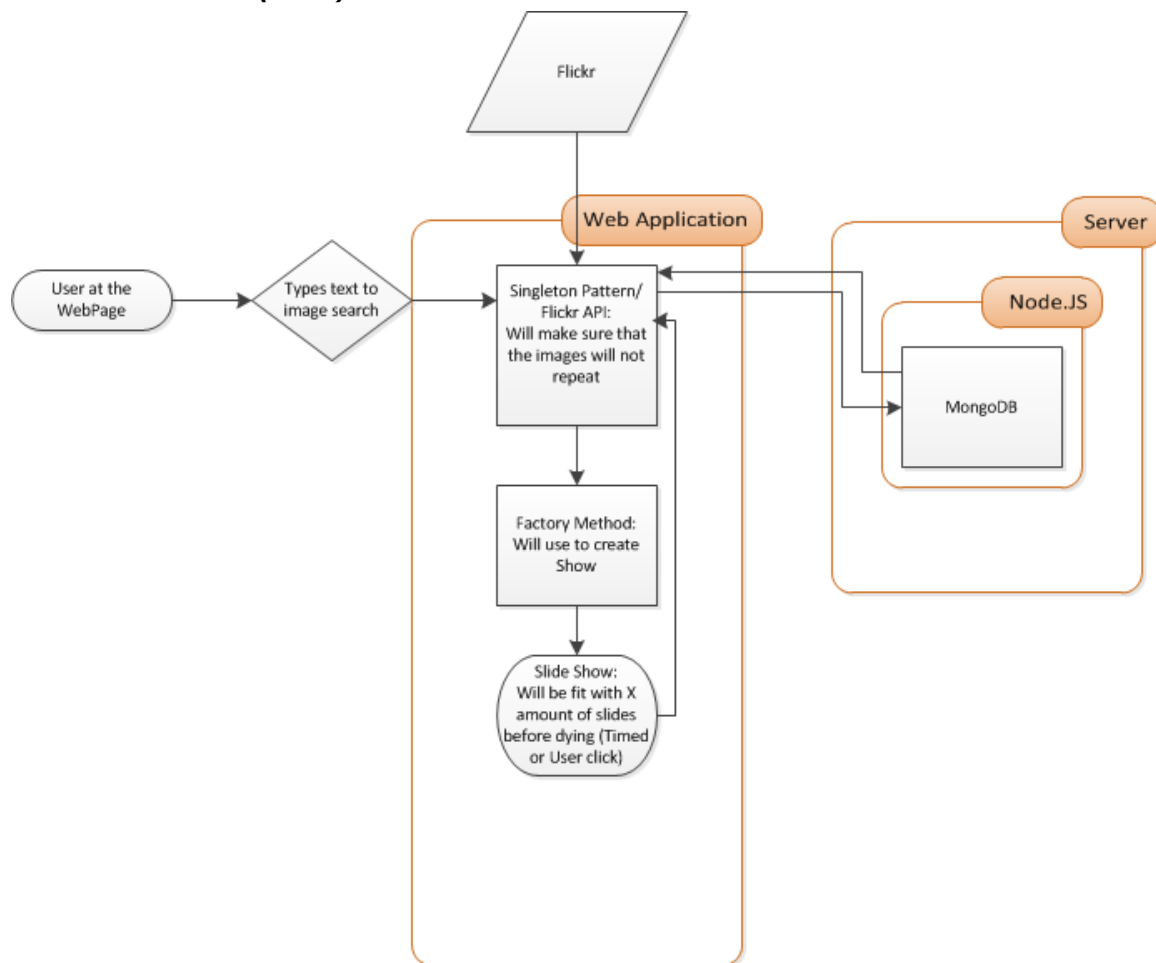 Flickr
Web Application
Server
User at the
WebPage
Types text to
image search
Singleton Pattern/
Flickr API:
Will make sure that
the images will not
repeat
Node.JS
MongoDB
Factory Method:
Will use to create
Show
Slide Show:
Will be fit with X
amount of slides
before dying (Timed
or User click)